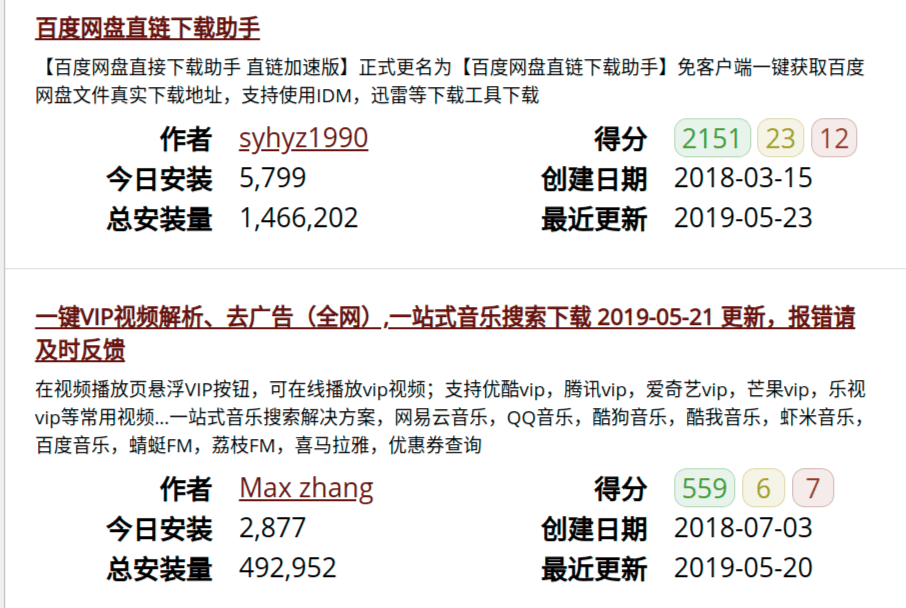 百度网盘直链下载助手
【百度网盘直接下载助手 直链加速版】正式更名为【百度网盘直链下载助手】免客户端一键获取百度
网盘文件真实下载地址，支持使用IDM，迅雷等下载工具下载
作者 syhyz1990 得分 2151 23 12
今日安装 5,799 创建日期 2018-03-15
总安装量 1,466,202 最近更新 2019-05-23
一键VIP视频解析、去广告（全网）,一站式音乐搜索下载 2019-05-21 更新，报错请
及时反馈
在视频播放页悬浮VIP按钮，可在线播放vip视频；支持优酷vip，腾讯vip，爱奇艺vip，芒果vip，乐视
vip等常用视频...一站式音乐搜索解决方案，网易云音乐，QQ音乐，酷狗音乐，酷我音乐，虾米音乐，
百度音乐，蜻蜓FM，荔枝FM，喜马拉雅，优惠券查询
作者 Max zhang 得分 559 6 7
今日安装 2,877 创建日期 2018-07-03
总安装量 492,952 最近更新 2019-05-20